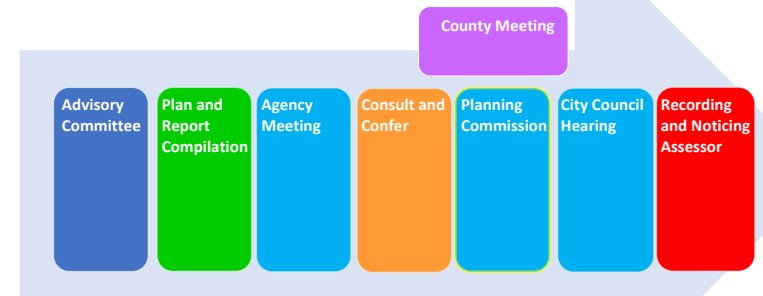 County Meeting
Advisory
Committee
Plan and
Report
Compilation
Agency
Meeting
Consult and
Confer
Planning
Commission
City Council
Hearing
Recording
and Noticing
Assessor